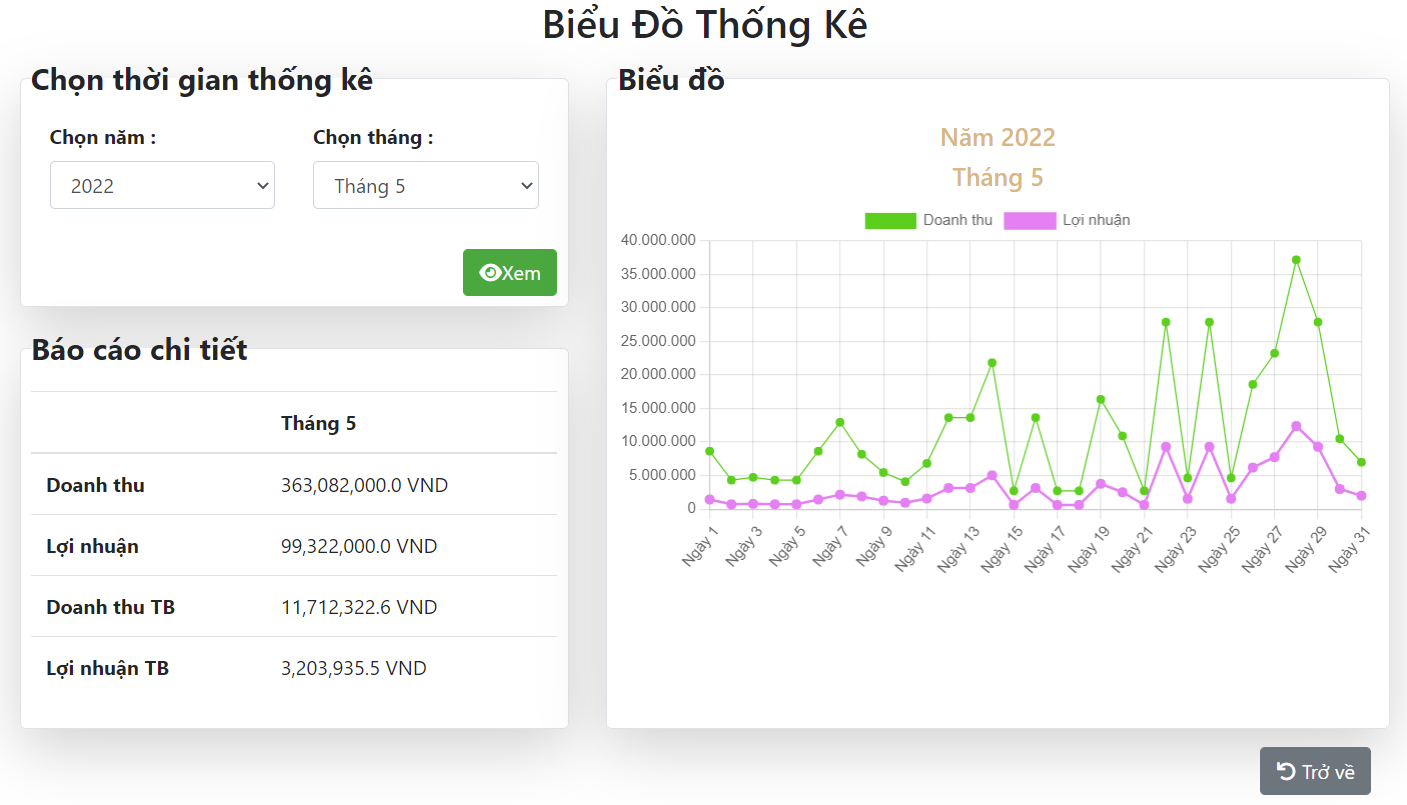 Biểu Đồ Thống Kê
Chọn thời gian thống kê
Chọn năm :
Chọn tháng :
2022
Tháng 5
Xem
Báo cáo chi tiết
Tháng 5
Doanh thu 363,082,000.0 VND
Lợi nhuận 99,322,000.0 VND
Doanh thu TB 11,712,322.6 VND
Lợi nhuận TB 3,203,935.5 VND
Biểu đồ
Năm 2022
Tháng 5
Doanh thu Lợi nhuận
40.000.000
35.000.000
30.000.000
25.000.000
20.000.000
15.000.000
10.000.000
5.000.000
0
Ngày 1
Ngày 3
Ngày 5
Ngày 7
Ngày 9
Ngày 11
Ngày 13
Ngày 15
Ngày 17
Ngày 19
Ngày 21
Ngày 23
Ngày 25
Ngày 27
Ngày 29
Ngày 31
Trở về